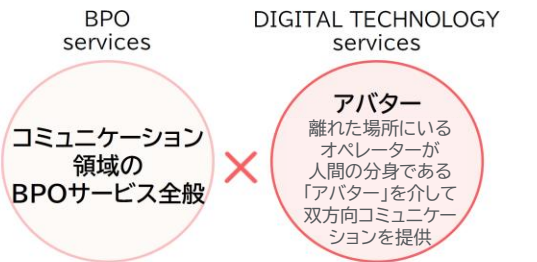 BPO
services
コミュニケーション
領域の
BPOサービス全般
×
DIGITAL TECHNOLOGY
services
アバター
離れた場所にいる
オペレーターが
人間の分身である
「アバター」を介して
双方向コミュニケー
ションを提供